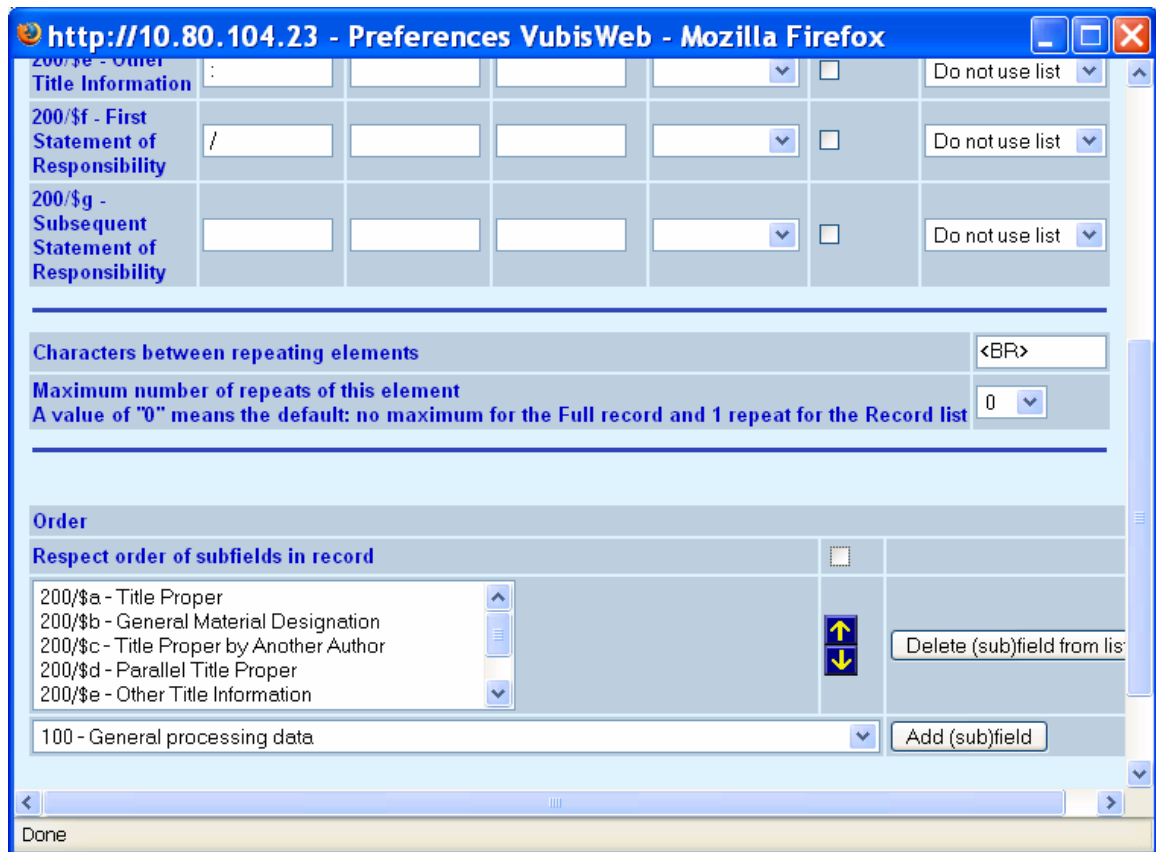 http://10.80.104.23 - Preferences VubisWeb - Mozilla Firefox
200/$e - Other
Title Information
:
Do not use list
200/$f - First
Statement of
Responsibility
/
Do not use list
200/$g -
Subsequent
Statement of
Responsibility
Do not use list
Characters between repeating elements
<BR>
Maximum number of repeats of this element
A value of "0" means the default: no maximum for the Full record and 1 repeat for the Record list
0
Order
Respect order of subfields in record
200/$a - Title Proper
200/$b - General Material Designation
200/$c - Title Proper by Another Author
200/$d - Parallel Title Proper
200/$e - Other Title Information
Delete (sub)field from lis
100 - General processing data
Add (sub)field
Done